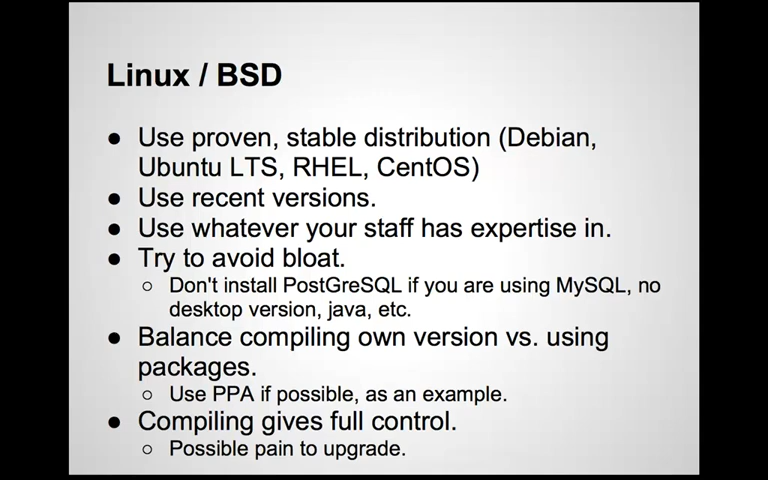 Linux / BSD
● Use proven, stable distribution (Debian,
Ubuntu LTS, RHEL, CentOS)
● Use recent versions.
● Use whatever your staff has expertise in.
● Try to avoid bloat.
○ Don't install PostGreSQL if you are using MySQL, no
desktop version, java, etc.
● Balance compiling own version vs. using
packages.
○ Use PPA if possible, as an example.
● Compiling gives full control.
○ Possible pain to upgrade.